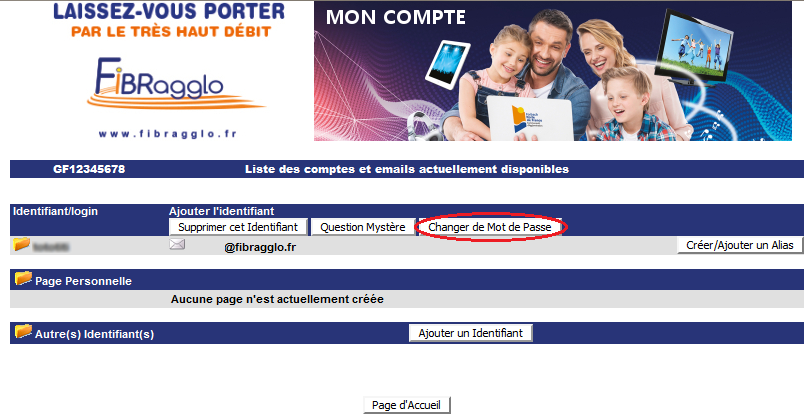 LAISSEZ-VOUS PORTER
PAR LE TRÈS HAUT DÉBIT
FiBRagglo
www.fibragglo.fr
MON COMPTE
GF12345678 Liste des comptes et emails actuellement disponibles
Identifiant/login Ajouter l'identifiant
Supprimer cet Identifiant Question Mystère Changer de Mot de Passe
@fibragglo.fr Créer/Ajouter un Alias
Page Personnelle
Aucune page n'est actuellement créée
Autre(s) Identifiant(s) Ajouter un Identifiant
Page d'Accueil